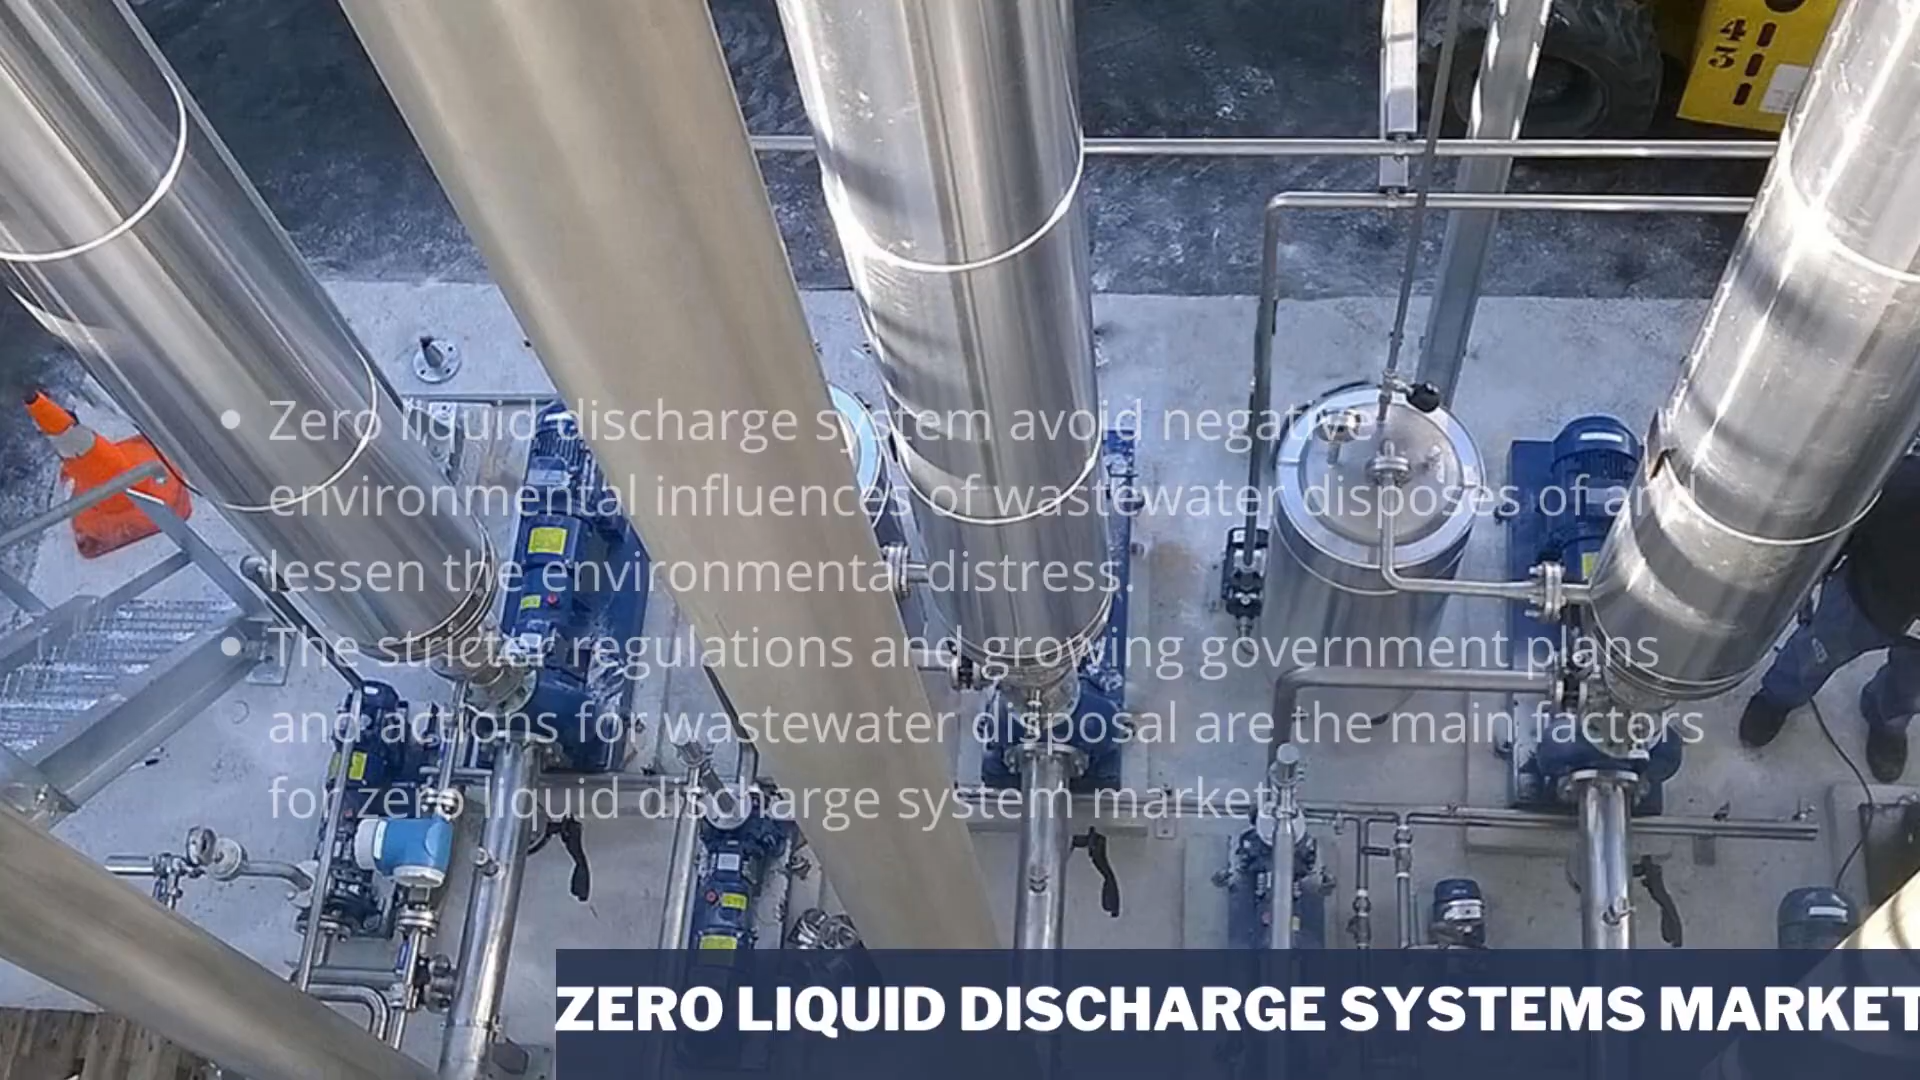 4
3
• Zero liquid discharge system avoid negative
environmental influences of wastewater disposes of and
lessen the environmental distress.
• The stricter regulations and growing government plans
and actions for wastewater disposal are the main factors
for zero liquid discharge system market.
ZERO LIQUID DISCHARGE SYSTEMS MARKET